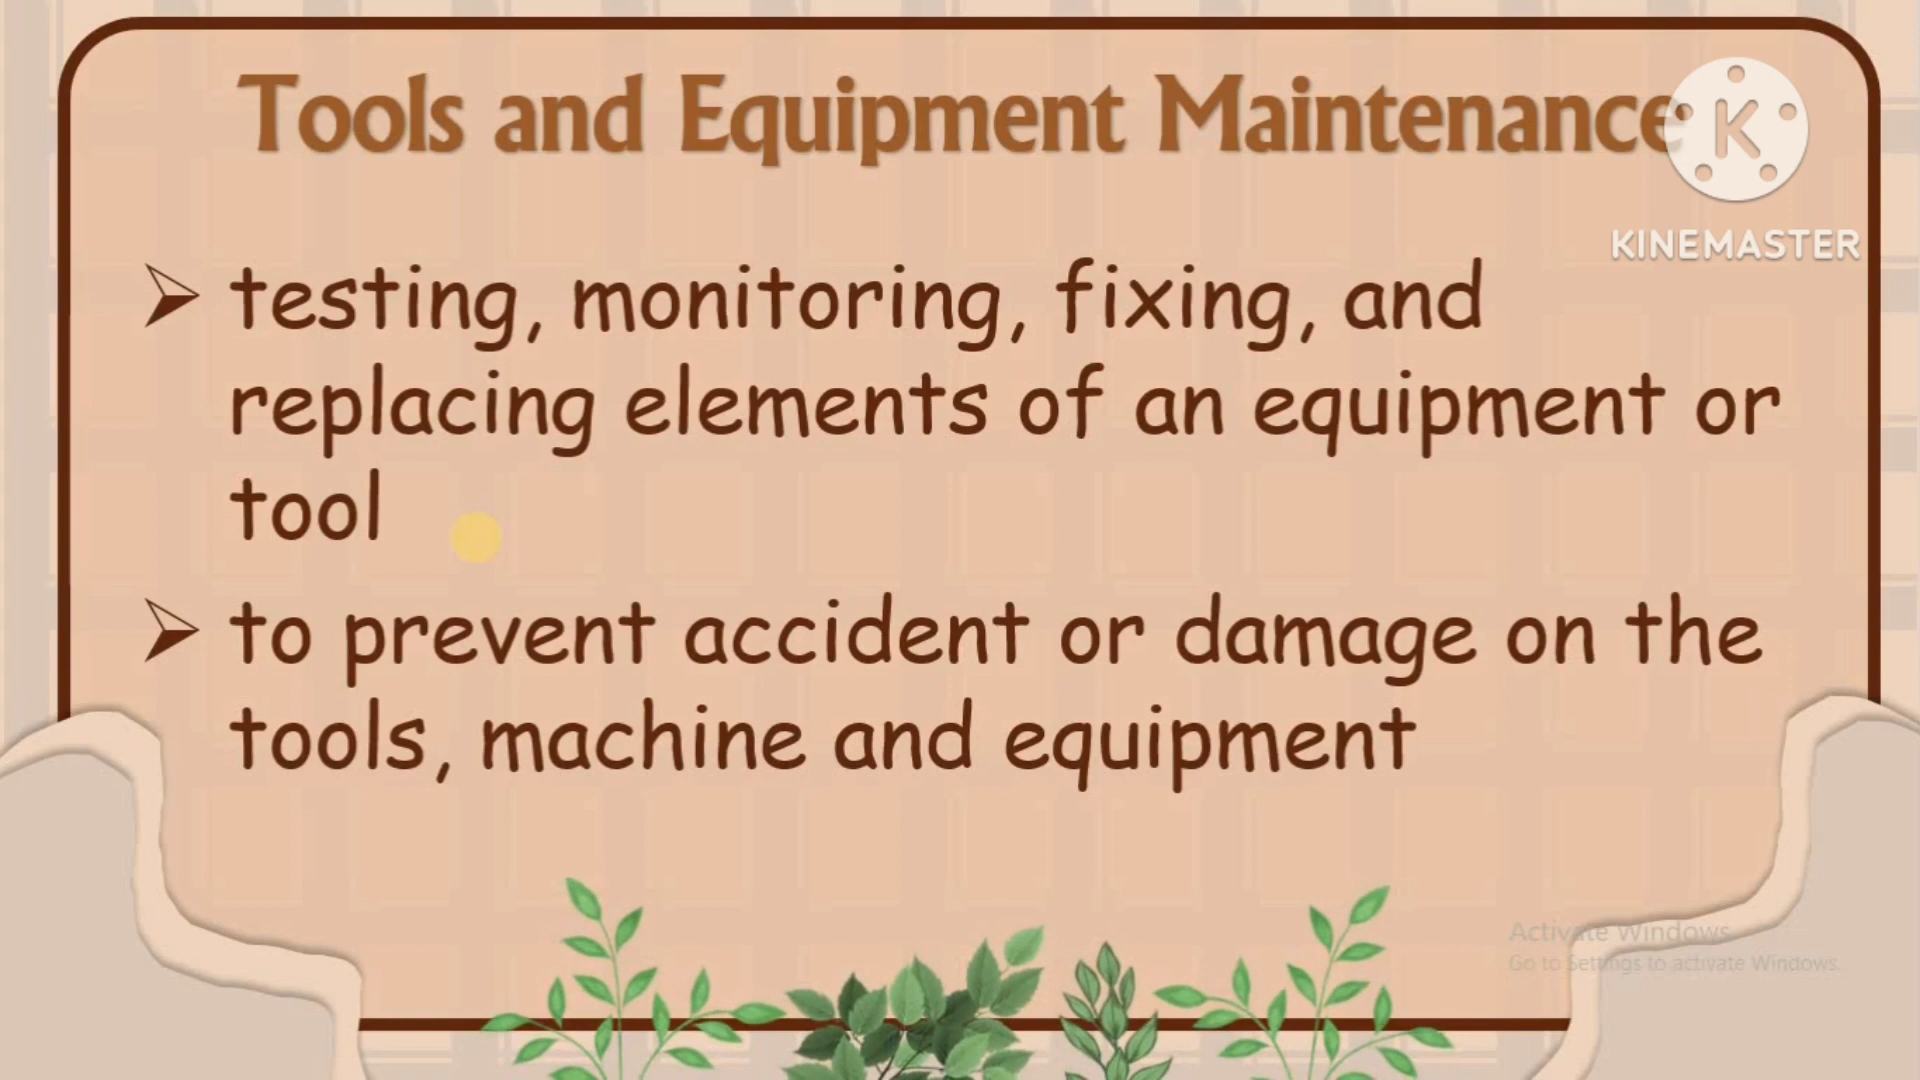 Tools and Equipment Maintenance
K
KINEMASTER
testing, monitoring, fixing, and
replacing elements of an equipment or
tool
to prevent accident or damage on the
tools, machine and equipment
Activate Windows
Go to Settings to activate Windows.